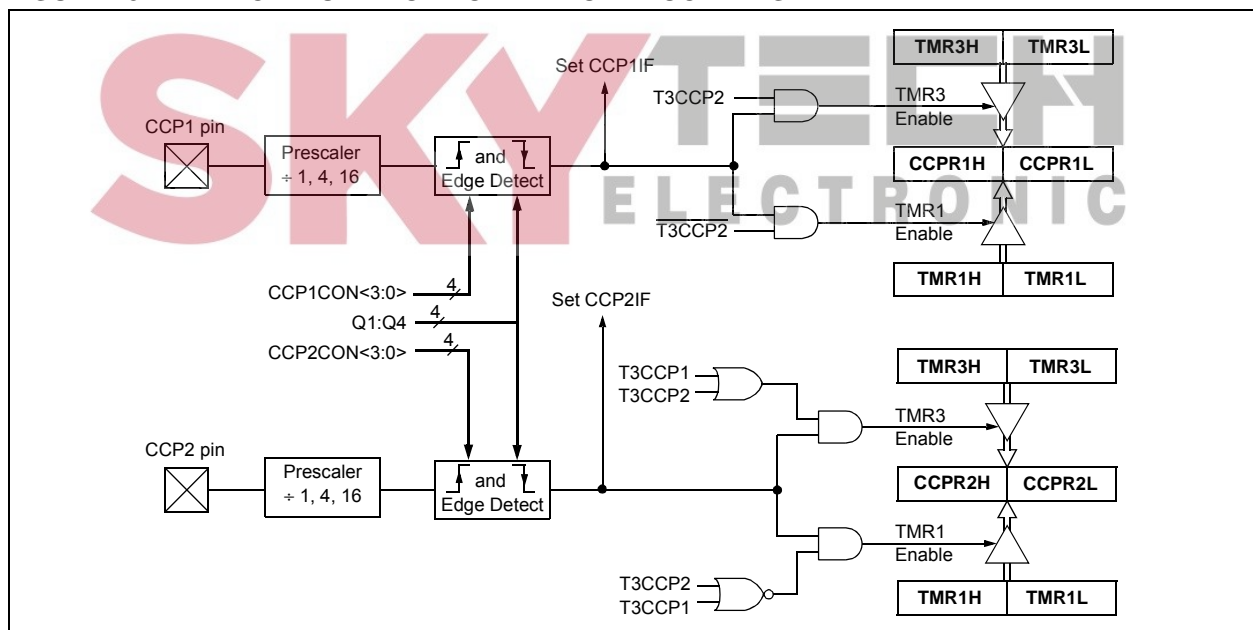 SKYTECH
ELECTRONIC
TMR3H TMR3L
Set CCP1IF
T3CCP2
TMR3
Enable
CCP1 pin
Prescaler
÷ 1, 4, 16
and
Edge Detect
CCPR1H CCPR1L
T3CCP2
TMR1
Enable
TMR1H TMR1L
CCP1CON<3:0> 4
Q1:Q4 4
CCP2CON<3:0> 4
Set CCP2IF
T3CCP1
T3CCP2
TMR3H TMR3L
TMR3
Enable
CCP2 pin
Prescaler
÷ 1, 4, 16
and
Edge Detect
CCPR2H CCPR2L
TMR1
Enable
T3CCP2
T3CCP1
TMR1H TMR1L